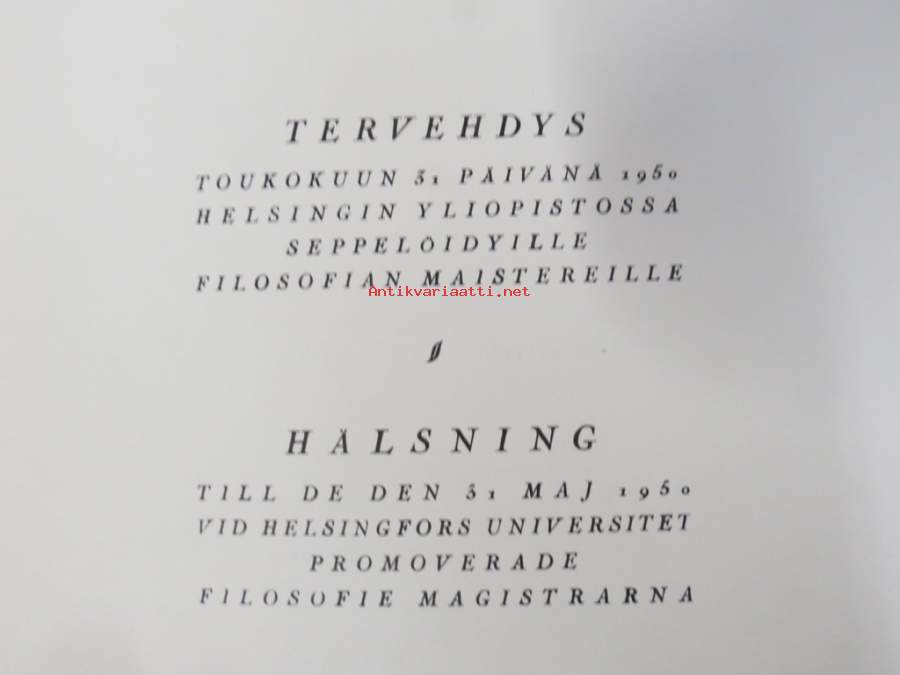 TERVEHDYS
TOUKOKUUN 31 PÄIVÄNÄ 1950
HELSINGIN YLIOPISTOSSA
SEPPELÖIDYILLE
FILOSOFIAN MAISTEREILLE
Antikvariaatti.net
HÄLSNING
TILL DE DEN 31 MAJ 1950
VID HELSINGFORS UNIVERSITET
PROMOVERADE
FILOSOFIE MAGISTRARNA